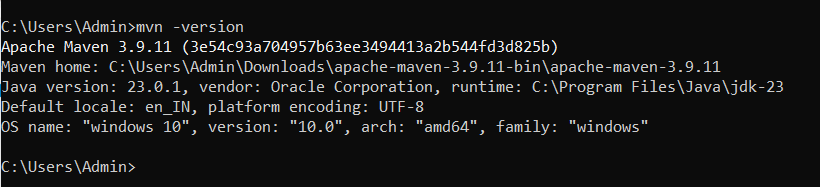 C:\Users\Admin>mvn -version
Apache Maven 3.9.11 (3e54c93a704957b63ee3494413a2b544fd3d825b)
Maven home: C:\Users\Admin\Downloads\apache-maven-3.9.11-bin\apache-maven-3.9.11
Java version: 23.0.1, vendor: Oracle Corporation, runtime: C:\Program Files\Java\jdk-23
Default locale: en_IN, platform encoding: UTF-8
OS name: "windows 10", version: "10.0", arch: "amd64", family: "windows"
C:\Users\Admin>